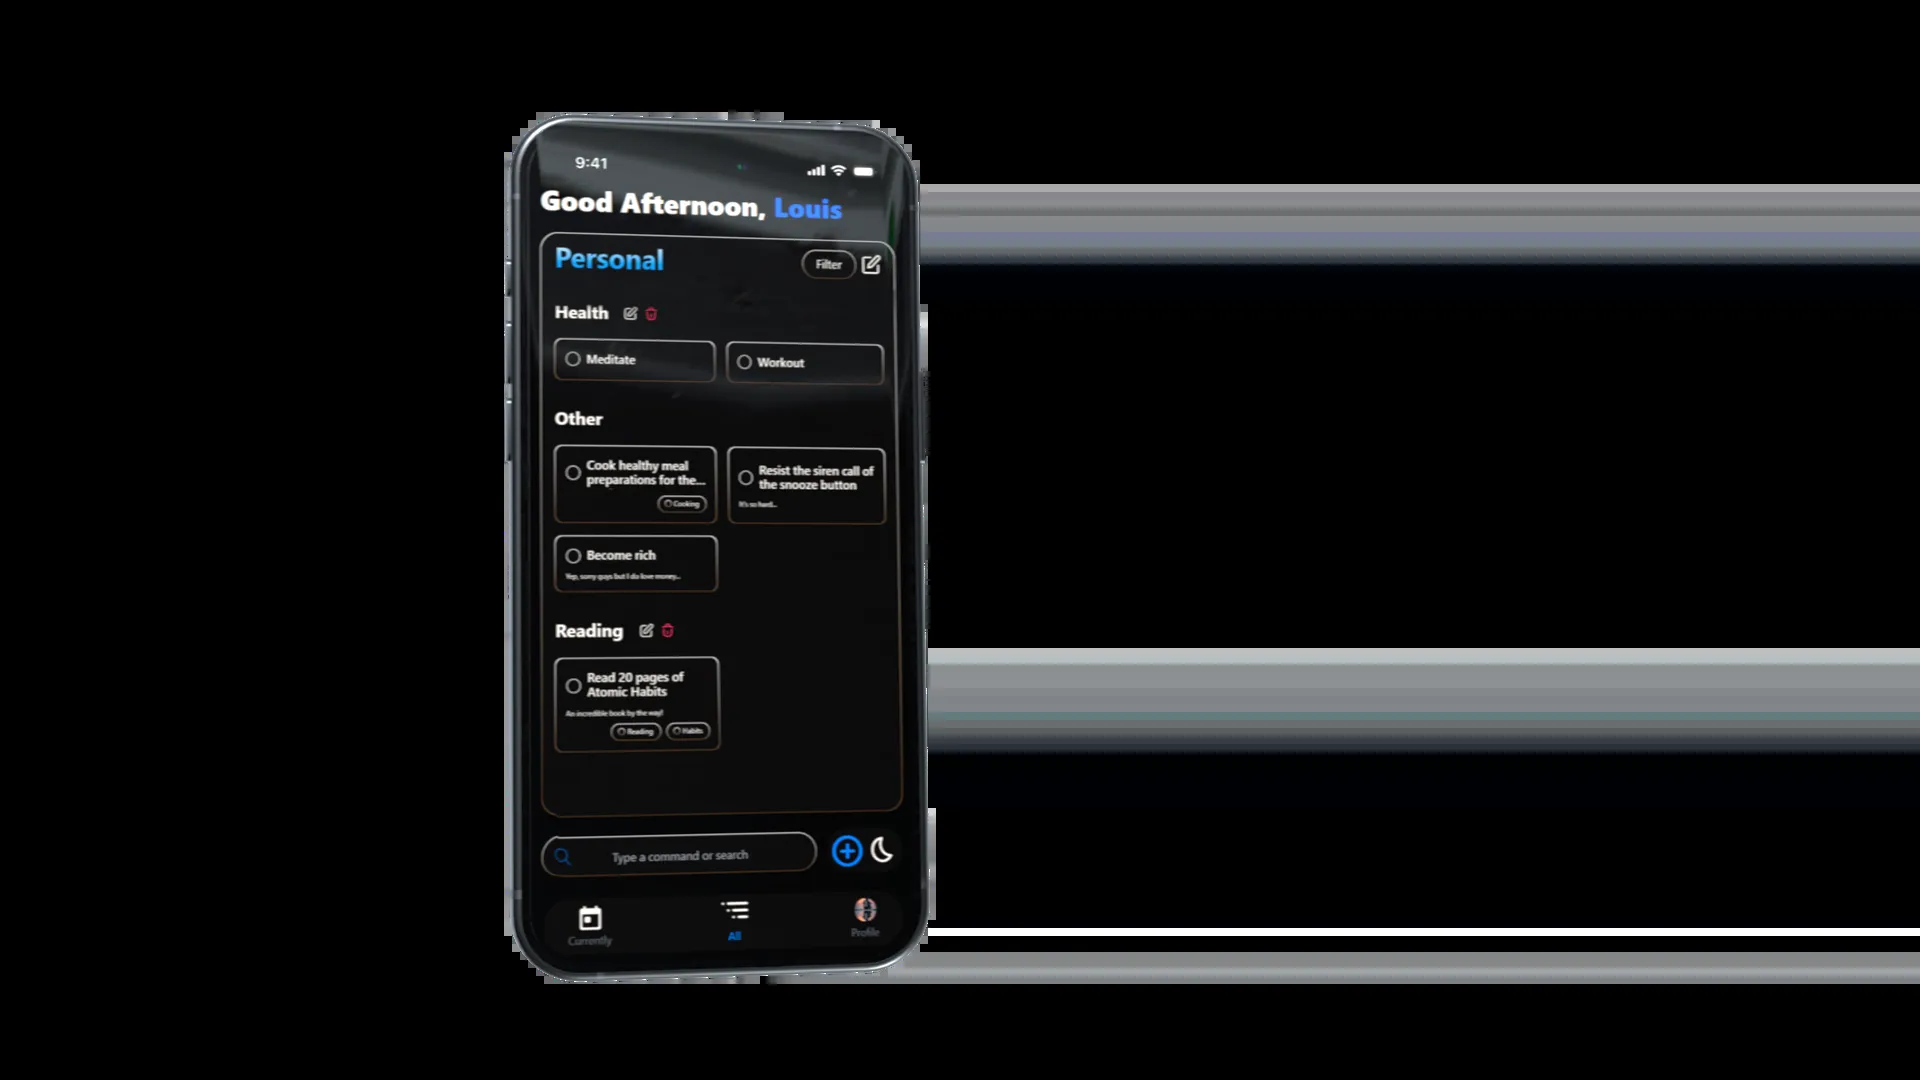 9:41
Good Afternoon, Louis
Personal
Filter
Health
Meditate
Workout
Other
Cook healthy meal
preparations for the...
Cooking
Resist the siren call of
the snooze button
It's so hard...
Become rich
Yep, sorry guys but I do love money...
Reading
Read 20 pages of
Atomic Habits
An incredible book by the way!
Reading
Habits
Type a command or search
Currently
All
Profile